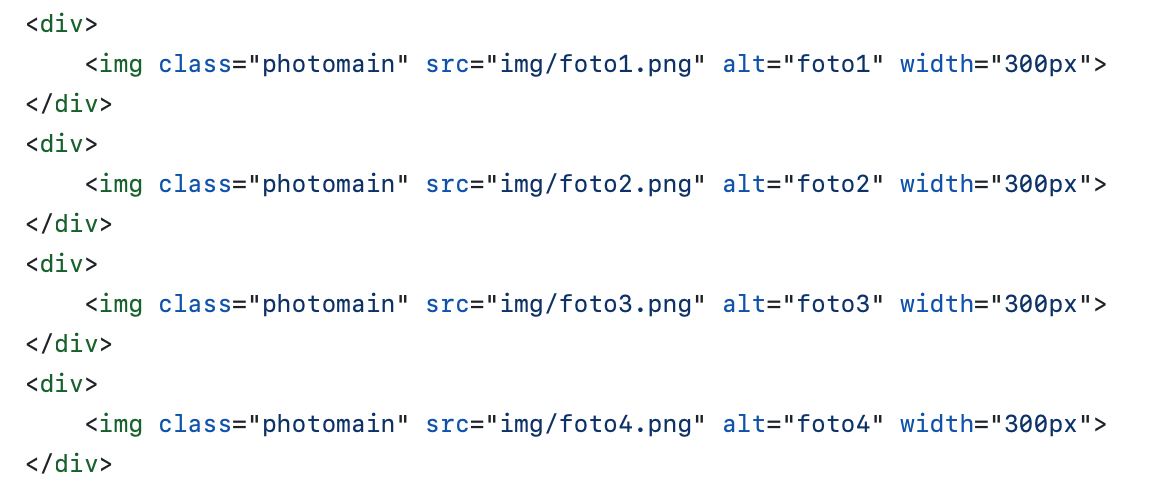 <div>
    <img class="photomain" src="img/foto1.png" alt="foto1" width="300px">
</div>
<div>
    <img class="photomain" src="img/foto2.png" alt="foto2" width="300px">
</div>
<div>
    <img class="photomain" src="img/foto3.png" alt="foto3" width="300px">
</div>
<div>
    <img class="photomain" src="img/foto4.png" alt="foto4" width="300px">
</div>